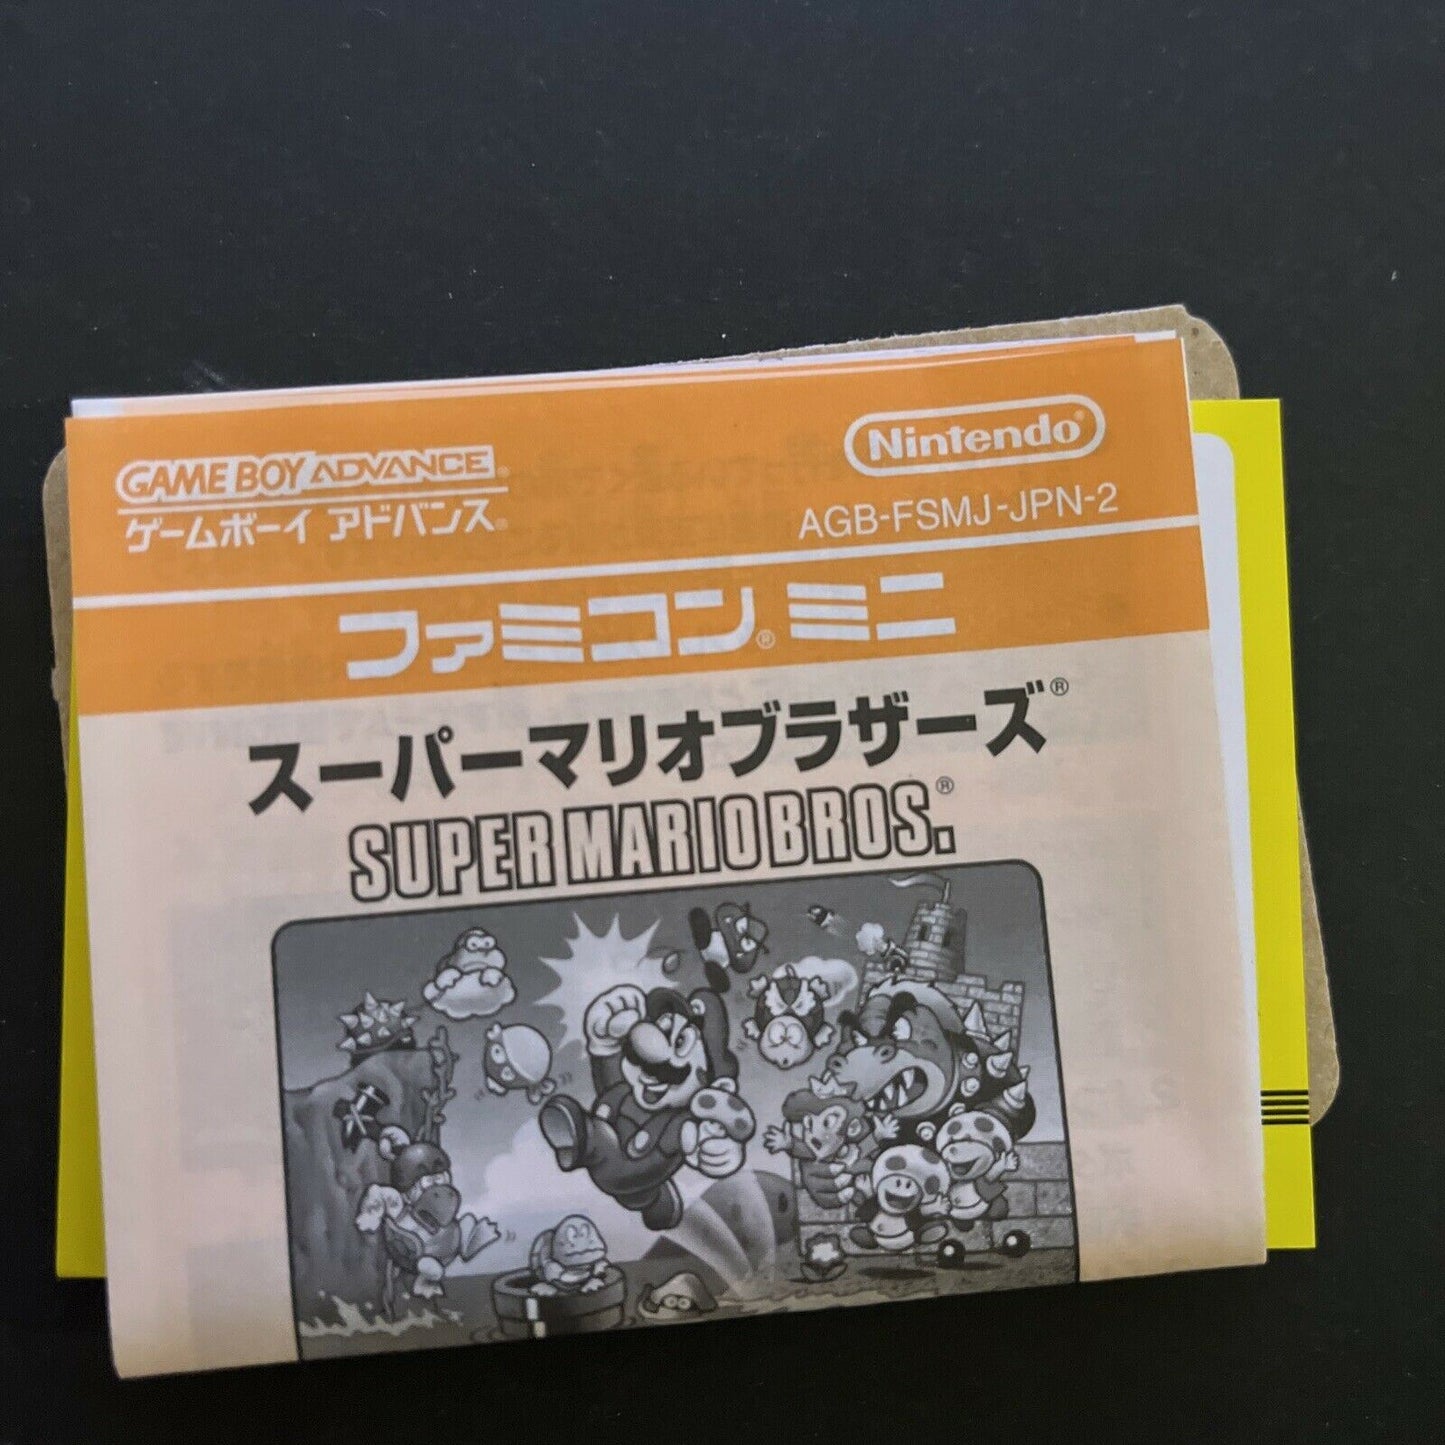 GAME BOY ADVANCE®
ゲームボーイ アドバンス®
Nintendo®
AGB-FSMJ-JPN-2
ファミコン® ミニ
スーパーマリオブラザーズ®
SUPER MARIO BROS.®